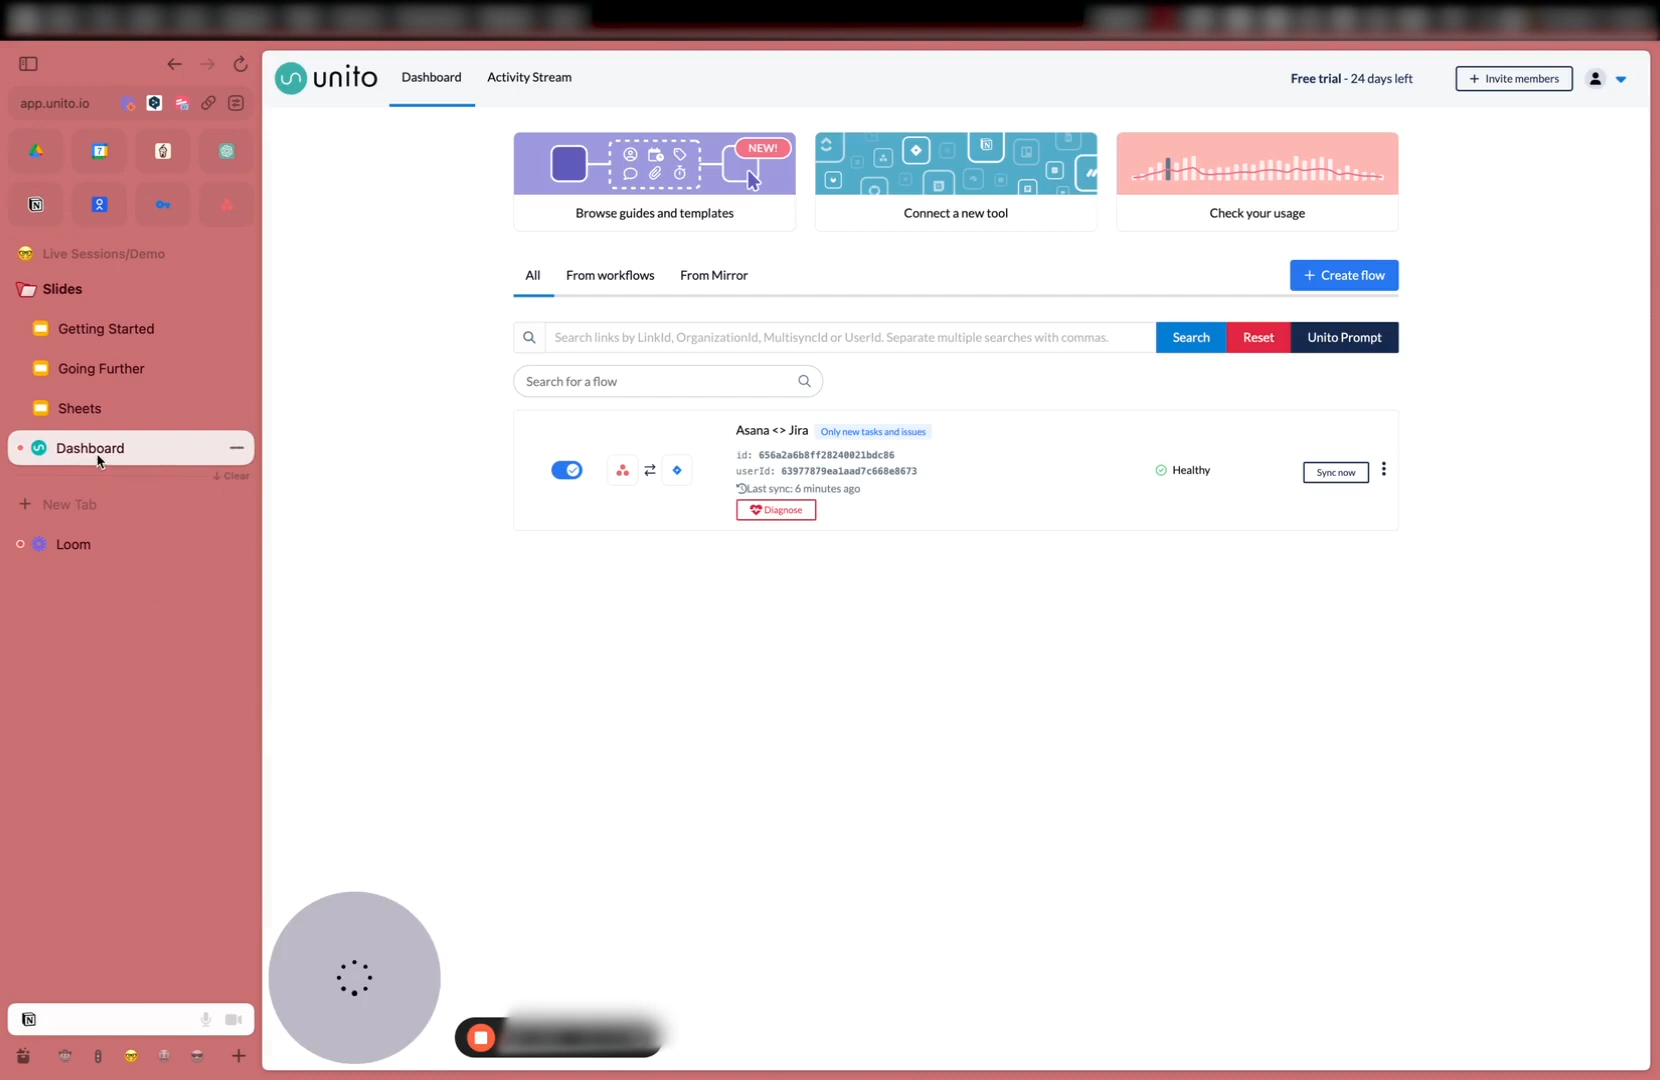 app.unito.io
7
Live Sessions/Demo
Slides
Getting Started
Going Further
Sheets
Dashboard
Clear
New Tab
Loom
unito
Dashboard
Activity Stream
Free trial - 24 days left
+ Invite members
NEW!
Browse guides and templates
Connect a new tool
Check your usage
All
From workflows
From Mirror
+ Create flow
Search links by LinkId, OrganizationId, MultisyncId or UserId. Separate multiple searches with commas.
Search
Reset
Unito Prompt
Search for a flow
Asana <> Jira
Only new tasks and issues
id: 656a2a6b8ff28240021bdc86
userId: 63977879ea1aad7c668e8673
Last sync: 6 minutes ago
Diagnose
Healthy
Sync now